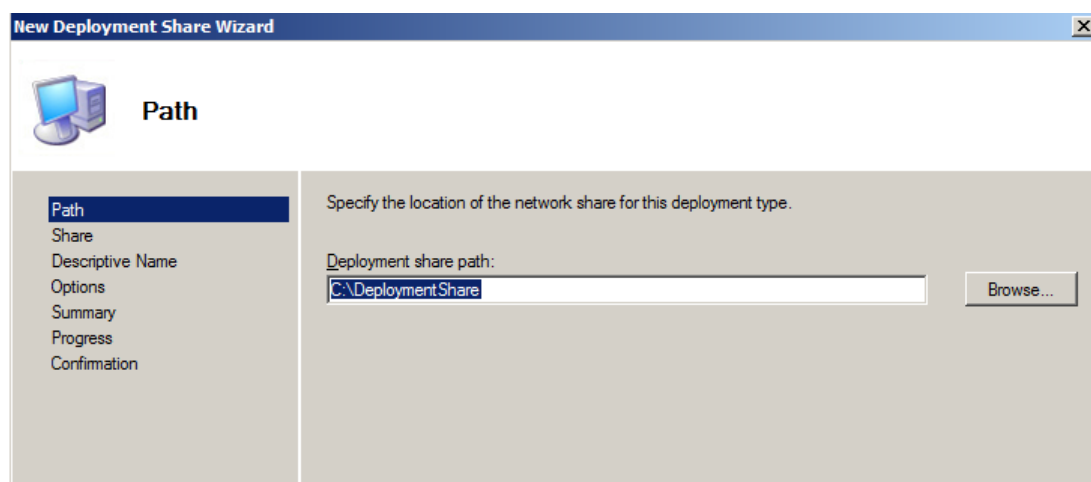 New Deployment Share Wizard
Path
Path
Share
Descriptive Name
Options
Summary
Progress
Confirmation
Specify the location of the network share for this deployment type.
Deployment share path:
C:\DeploymentShare
Browse...